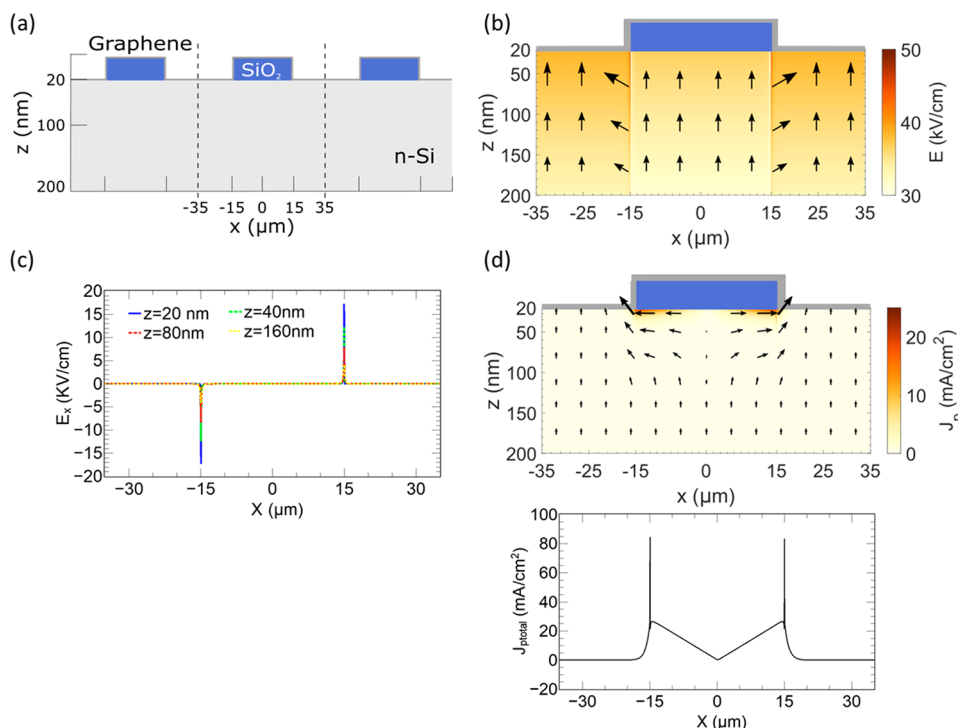 (a)
Graphene
SiO₂
20
100
200
z (nm)
n-Si
-35 -15 0 15 35
x (μm)
(b)
20
50
100
150
200
z (nm)
-35 -25 -15 0 15 25 35
x (μm)
50
40
30
E (kV/cm)
(c)
20
15
10
5
0
−5
−10
−15
−20
Eₓ (KV/cm)
z=20 nm z=40nm
z=80nm z=160nm
−30 −15 0 15 30
X (μm)
(d)
20
50
100
150
200
z (nm)
-35 -25 -15 0 15 25 35
x (μm)
20
10
0
Jₚ (mA/cm²)
100
80
60
40
20
0
−20
Jₚₜₒₜₐₗ (mA/cm²)
−30 −15 0 15 30
X (μm)